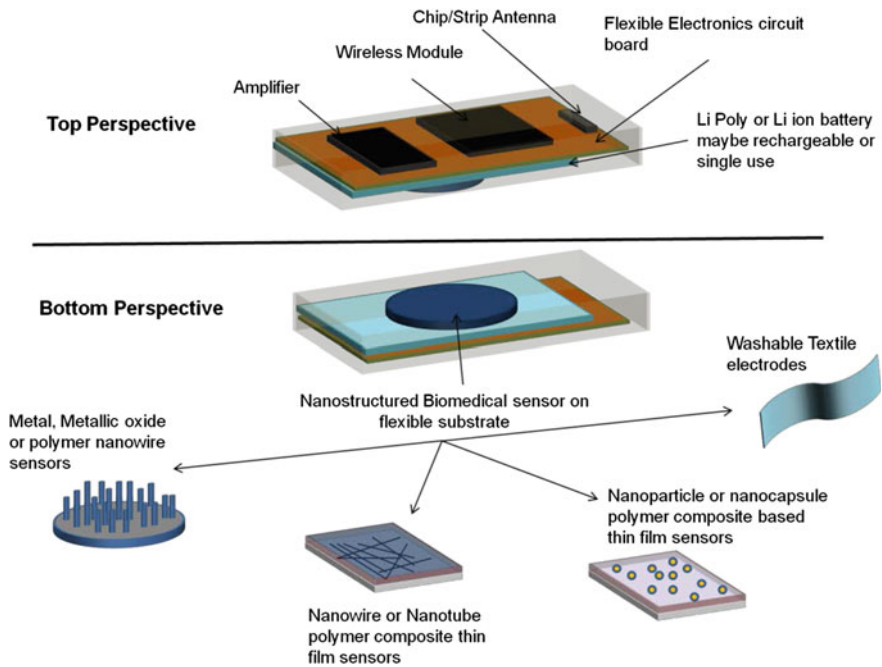 Chip/Strip Antenna
Flexible Electronics circuit
board
Wireless Module
Amplifier
Top Perspective
Li Poly or Li ion battery
maybe rechargeable or
single use
Bottom Perspective
Washable Textile
electrodes
Nanostructured Biomedical sensor on
flexible substrate
Metal, Metallic oxide
or polymer nanowire
sensors
Nanoparticle or nanocapsule
polymer composite based
thin film sensors
Nanowire or Nanotube
polymer composite thin
film sensors